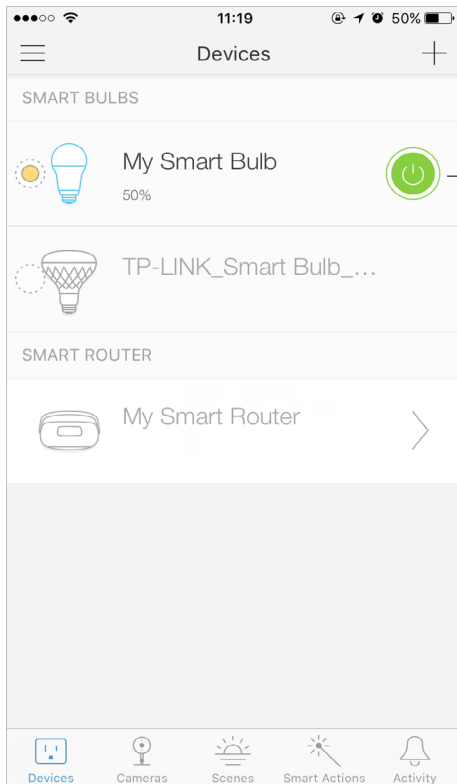 11:19
50%
Devices
SMART BULBS
My Smart Bulb
50%
TP-LINK_Smart Bulb_...
SMART ROUTER
My Smart Router
Devices
Cameras
Scenes
Smart Actions
Activity